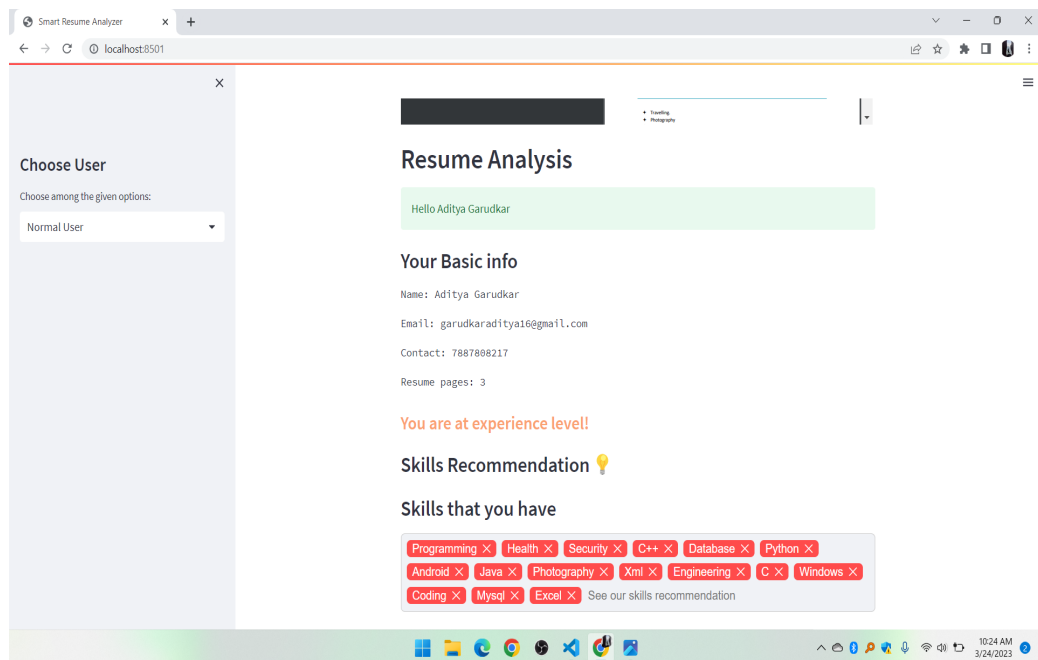 Smart Resume Analyzer
localhost:8501
Choose User
Choose among the given options:
Normal User
Travelling
Photography
Resume Analysis
Hello Aditya Garudkar
Your Basic info
Name: Aditya Garudkar
Email: garudkaraditya16@gmail.com
Contact: 7887808217
Resume pages: 3
You are at experience level!
Skills Recommendation
Skills that you have
Programming Health Security C++ Database Python
Android Java Photography Xml Engineering C Windows
Coding Mysql Excel See our skills recommendation
10:24 AM
3/24/2023
2